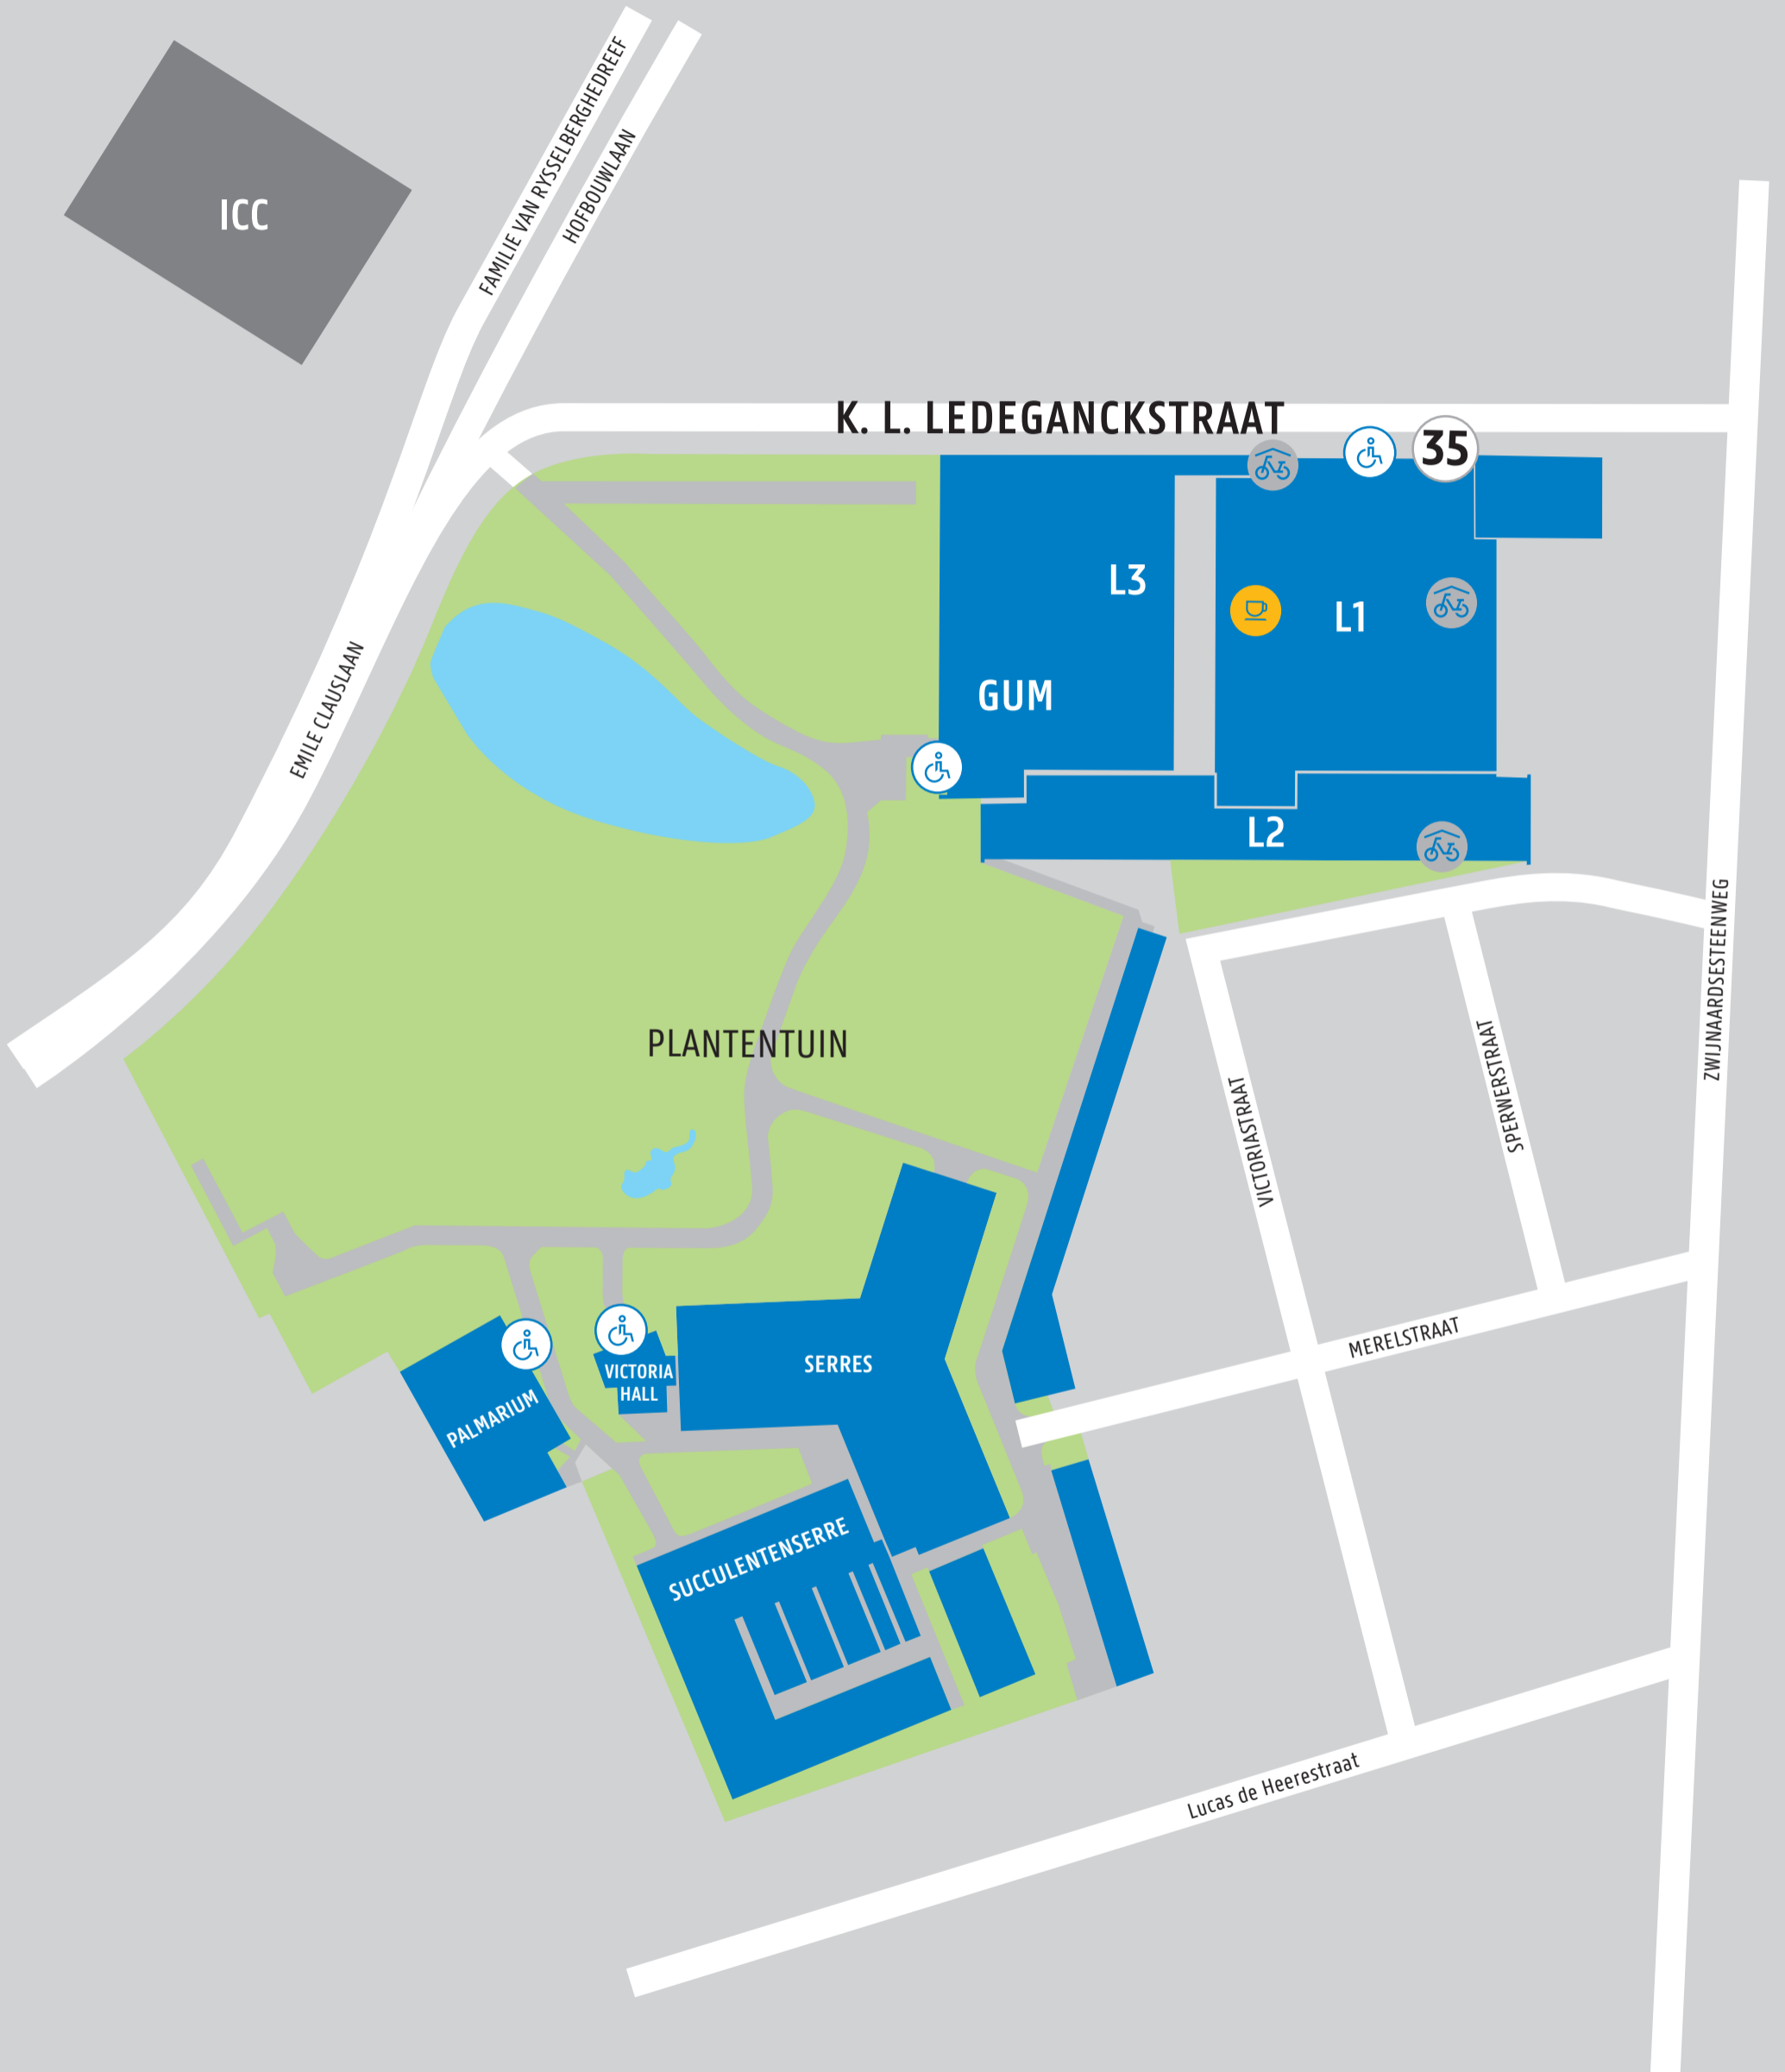 FAMILIE VAN RYSSELBERGHEDREEF
HOFBOUWLAAN
ICC
K. L. LEDEGANCKSTRAAT
35
L3
L1
GUM
EMILE CLAUSLAAN
L2
ZWIJNAARDSESTEENWEG
PLANTENTUIN
SPERWERSTRAAT
VICTORIASTRAAT
MERELSTRAAT
SERRES
VICTORIA
HALL
PALMARIUM
SUCCULENTENSERRE
Lucas de Heerestraat